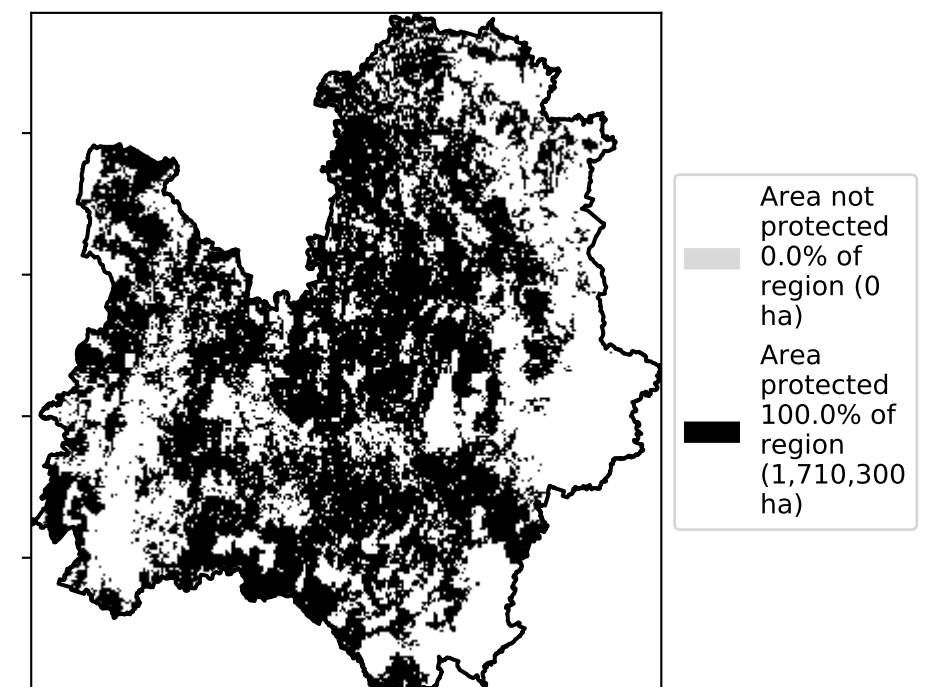 Area not
protected
0.0% of
region (0
ha)
Area
protected
100.0% of
region
(1,710,300
ha)